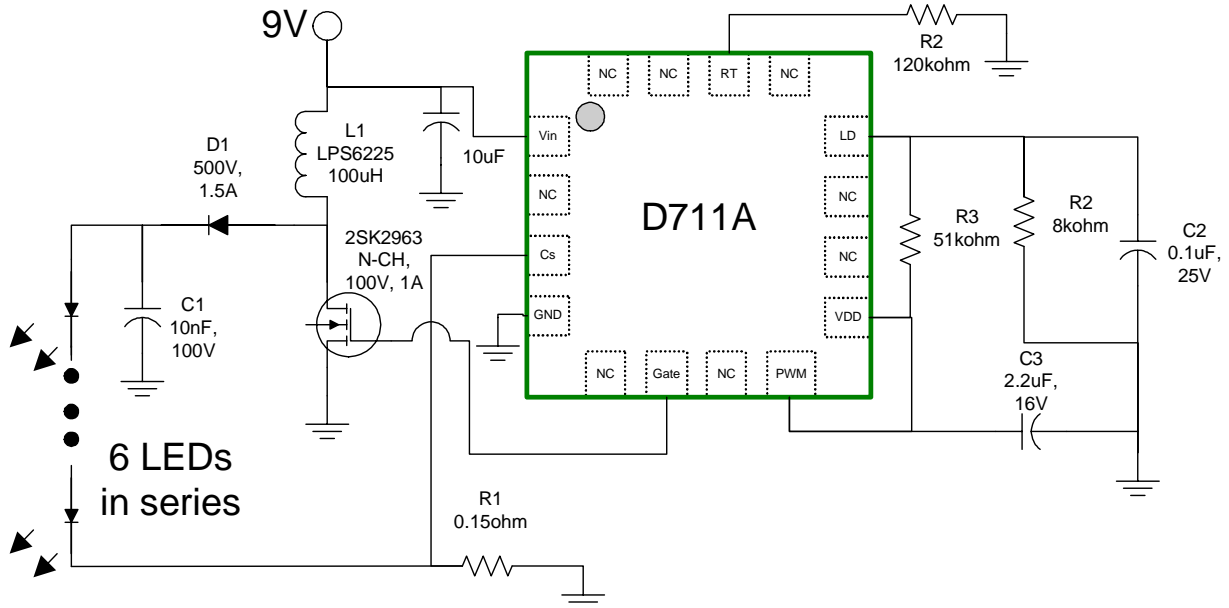 9V
R2
120kohm
NC
NC
RT
NC
D1
500V,
1.5A
L1
LPS6225
100uH
10uF
Vin
NC
Cs
GND
D711A
LD
NC
NC
VDD
R3
51kohm
R2
8kohm
C2
0.1uF,
25V
2SK2963
N-CH,
100V, 1A
C1
10nF,
100V
NC
Gate
NC
PWM
C3
2.2uF,
16V
6 LEDs
in series
R1
0.15ohm